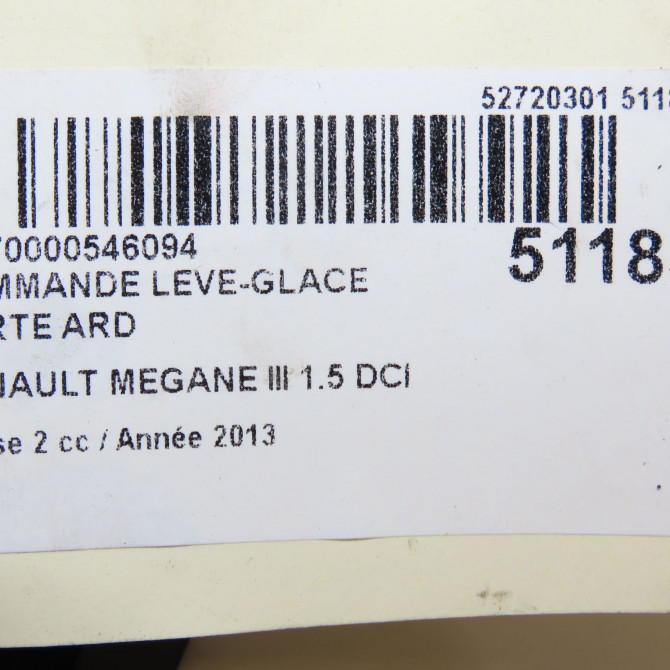 52720301 5118
70000546094
5118
MMANDE LEVE-GLACE
RTE ARD
NAULT MEGANE III 1.5 DCI
se 2 cc / Année 2013